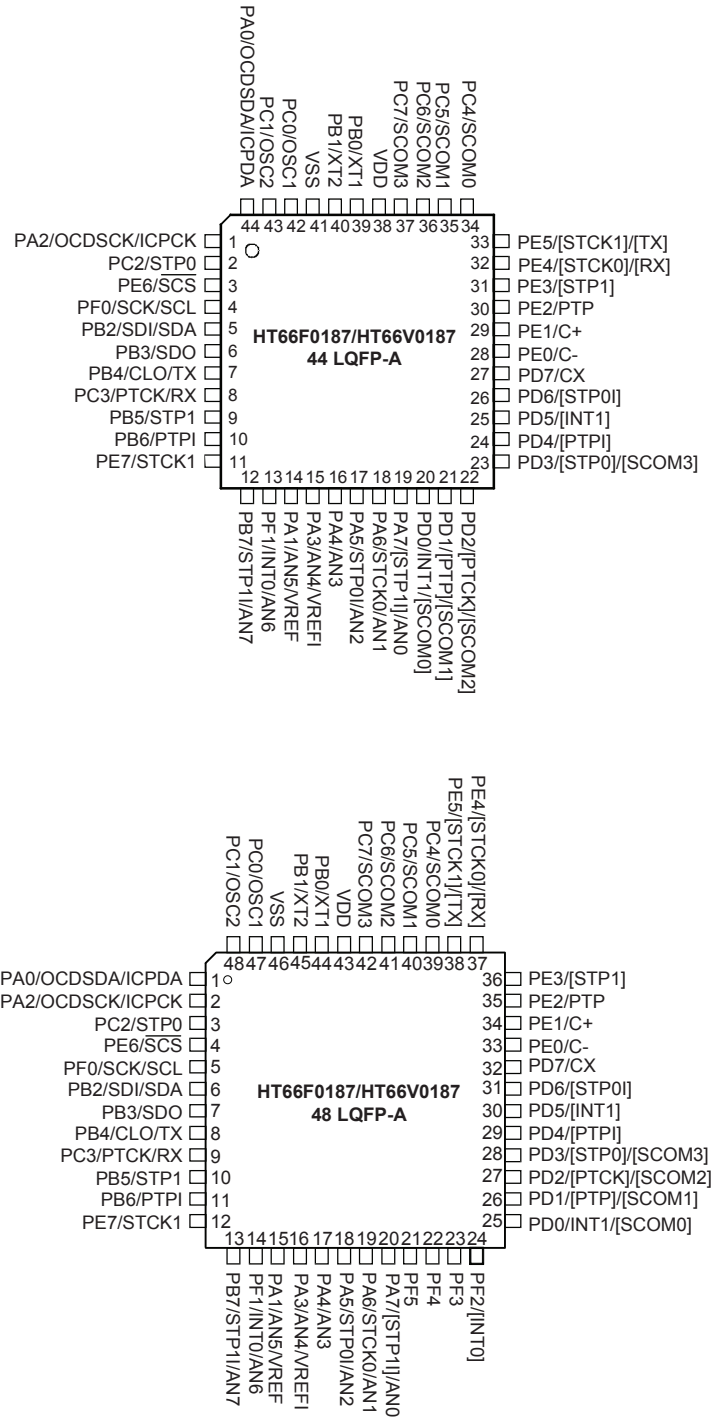 PA0/OCDSDA/ICPDA
PC1/OSC2
PC0/OSC1
VSS
PB1/XT2
PB0/XT1
VDD
PC7/SCOM3
PC6/SCOM2
PC5/SCOM1
PC4/SCOM0
44 43 42 41 40 39 38 37 36 35 34
PA2/OCDSCK/ICPCK 1
PC2/STP0 2
PE6/SCS 3
PF0/SCK/SCL 4
PB2/SDI/SDA 5
PB3/SDO 6
PB4/CLO/TX 7
PC3/PTCK/RX 8
PB5/STP1 9
PB6/PTPI 10
PE7/STCK1 11
HT66F0187/HT66V0187
44 LQFP-A
33 PE5/[STCK1]/[TX]
32 PE4/[STCK0]/[RX]
31 PE3/[STP1]
30 PE2/PTP
29 PE1/C+
28 PE0/C-
27 PD7/CX
26 PD6/[STP0I]
25 PD5/[INT1]
24 PD4/[PTPI]
23 PD3/[STP0]/[SCOM3]
12 13 14 15 16 17 18 19 20 21 22
PB7/STP1I/AN7
PF1/INT0/AN6
PA1/AN5/VREF
PA3/AN4/VREFI
PA4/AN3
PA5/STP0I/AN2
PA6/STCK0/AN1
PA7/[STP1I]/AN0
PD0/INT1/[SCOM0]
PD1/[PTP]/[SCOM1]
PD2/[PTCK]/[SCOM2]
PC1/OSC2
PC0/OSC1
VSS
PB1/XT2
PB0/XT1
VDD
PC7/SCOM3
PC6/SCOM2
PC5/SCOM1
PC4/SCOM0
PE5/[STCK1]/[TX]
PE4/[STCK0]/[RX]
48 47 46 45 44 43 42 41 40 39 38 37
PA0/OCDSDA/ICPDA 1
PA2/OCDSCK/ICPCK 2
PC2/STP0 3
PE6/SCS 4
PF0/SCK/SCL 5
PB2/SDI/SDA 6
PB3/SDO 7
PB4/CLO/TX 8
PC3/PTCK/RX 9
PB5/STP1 10
PB6/PTPI 11
PE7/STCK1 12
HT66F0187/HT66V0187
48 LQFP-A
36 PE3/[STP1]
35 PE2/PTP
34 PE1/C+
33 PE0/C-
32 PD7/CX
31 PD6/[STP0I]
30 PD5/[INT1]
29 PD4/[PTPI]
28 PD3/[STP0]/[SCOM3]
27 PD2/[PTCK]/[SCOM2]
26 PD1/[PTP]/[SCOM1]
25 PD0/INT1/[SCOM0]
13 14 15 16 17 18 19 20 21 22 23 24
PB7/STP1I/AN7
PF1/INT0/AN6
PA1/AN5/VREF
PA3/AN4/VREFI
PA4/AN3
PA5/STP0I/AN2
PA6/STCK0/AN1
PA7/[STP1I]/AN0
PF5
PF4
PF3
PF2/[INT0]